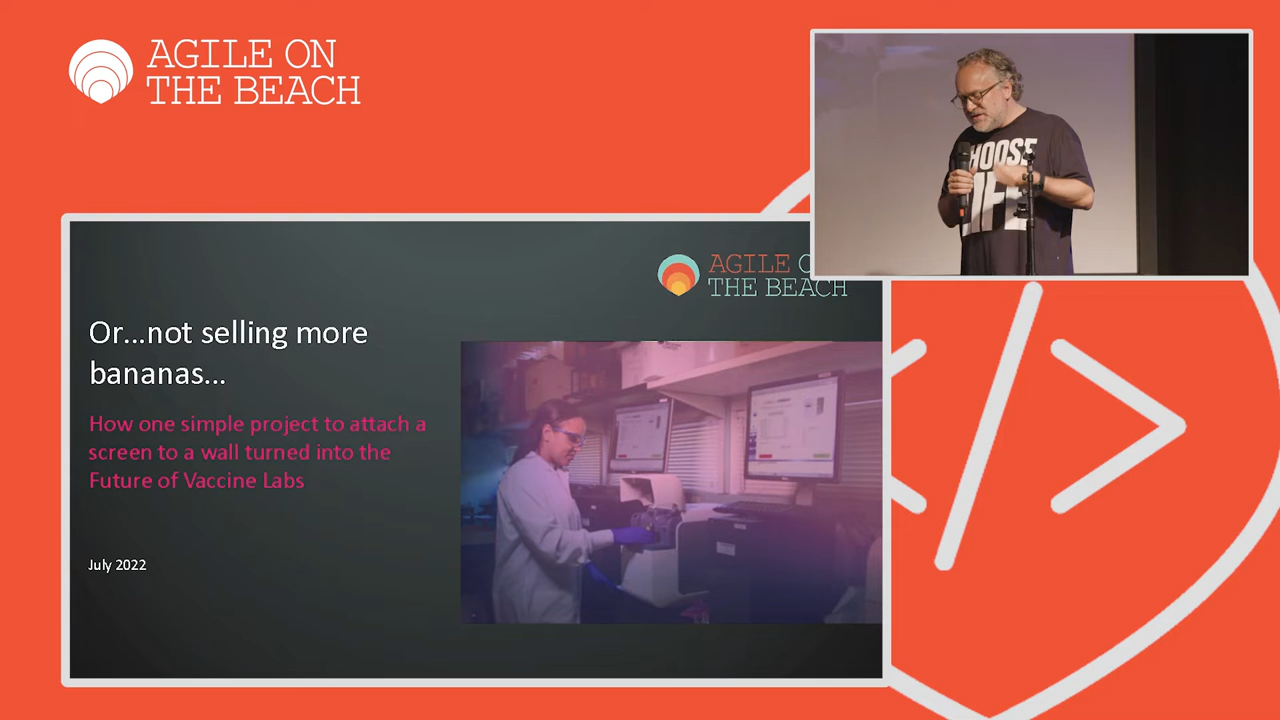 AGILE ON
THE BEACH
HOOSE
AGILE
THE BEACH
Or...not selling more
bananas...
How one simple project to attach a
screen to a wall turned into the
Future of Vaccine Labs
July 2022